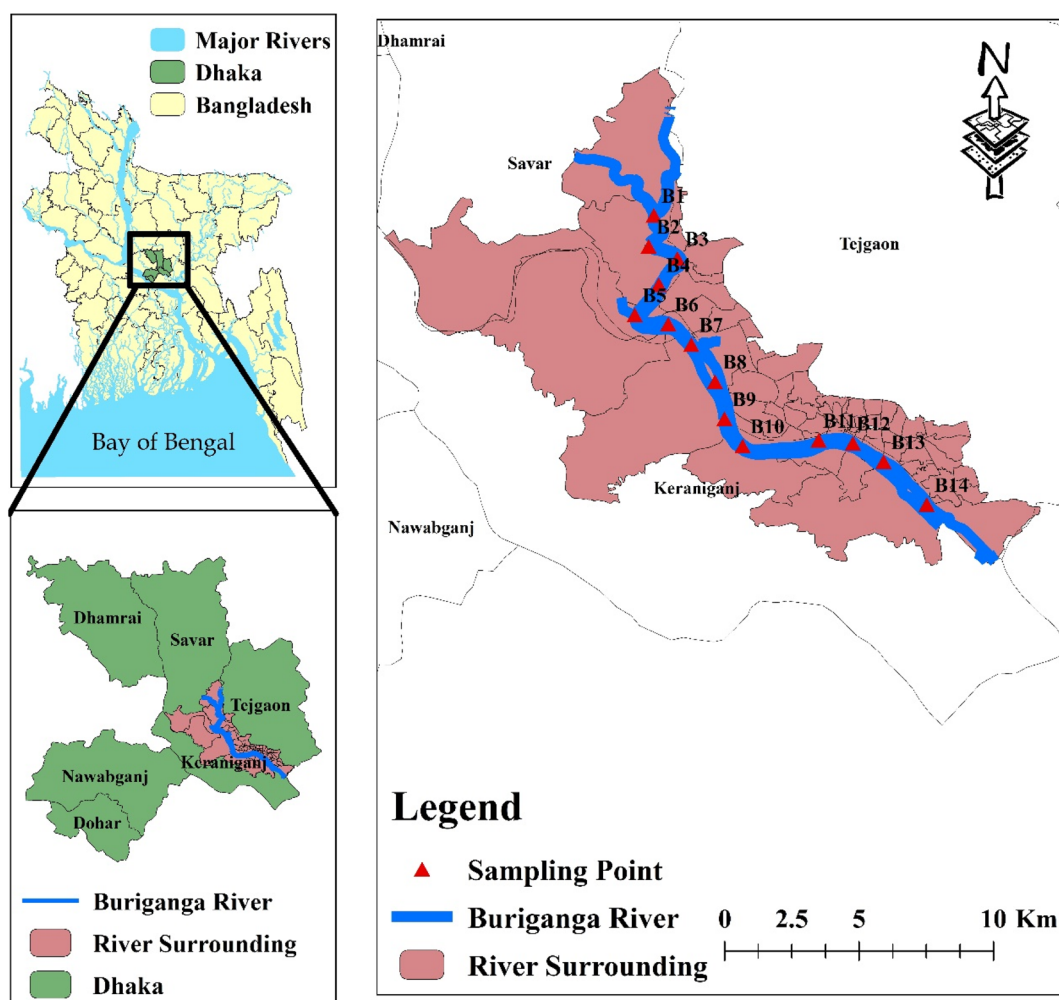 Major Rivers
Dhaka
Bangladesh
Bay of Bengal
Dhamrai
Savar
Tejgaon
Keraniganj
Nawabganj
Dohar
Buriganga River
River Surrounding
Dhaka
Dhamrai
N
Savar
B1
B2
B3
Tejgaon
B4
B5
B6
B7
B8
B9
B10
B11
B12
B13
B14
Keraniganj
Nawabganj
Legend
Sampling Point
Buriganga River
River Surrounding
0 2.5 5 10 Km